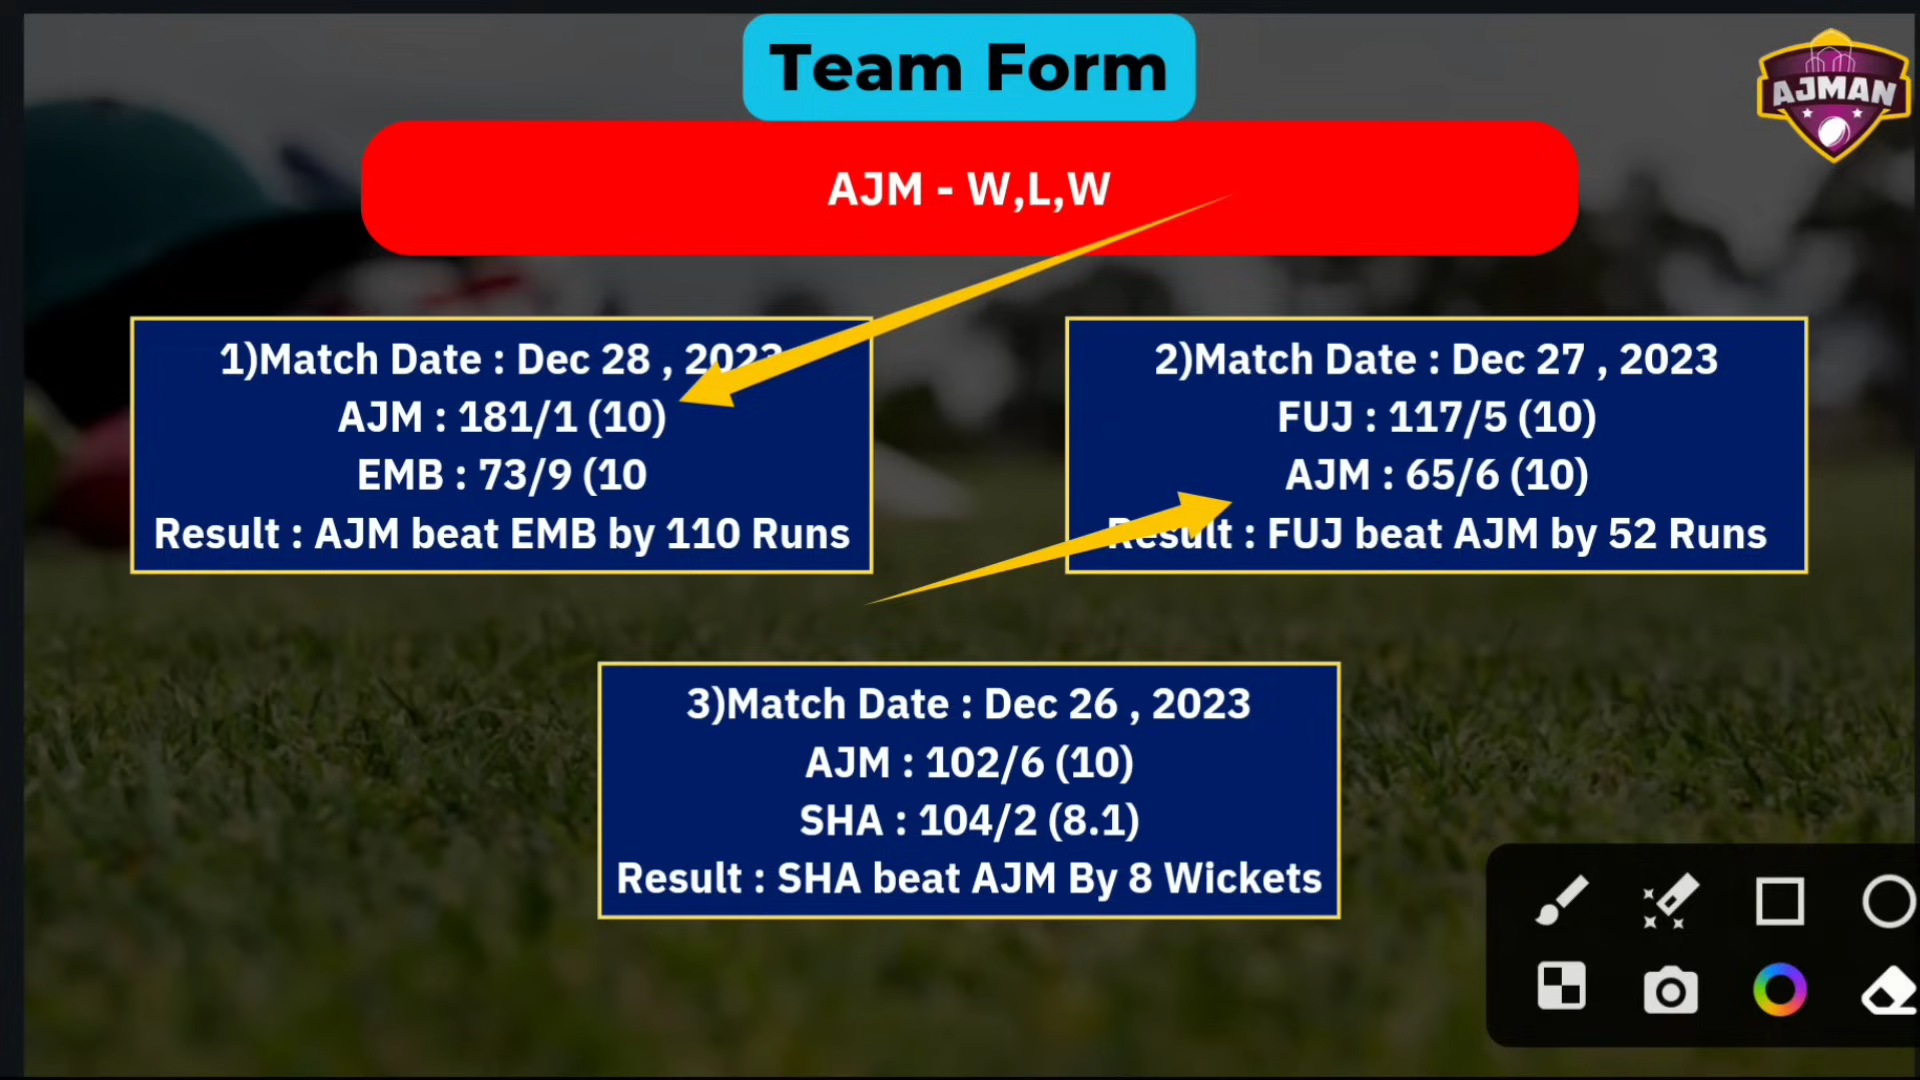 Team Form
AJMAN
AJM - W,L,W
1)Match Date : Dec 28 , 2023
AJM : 181/1 (10)
EMB : 73/9 (10
Result : AJM beat EMB by 110 Runs
2)Match Date : Dec 27 , 2023
FUJ : 117/5 (10)
AJM : 65/6 (10)
Result : FUJ beat AJM by 52 Runs
3)Match Date : Dec 26 , 2023
AJM : 102/6 (10)
SHA : 104/2 (8.1)
Result : SHA beat AJM By 8 Wickets